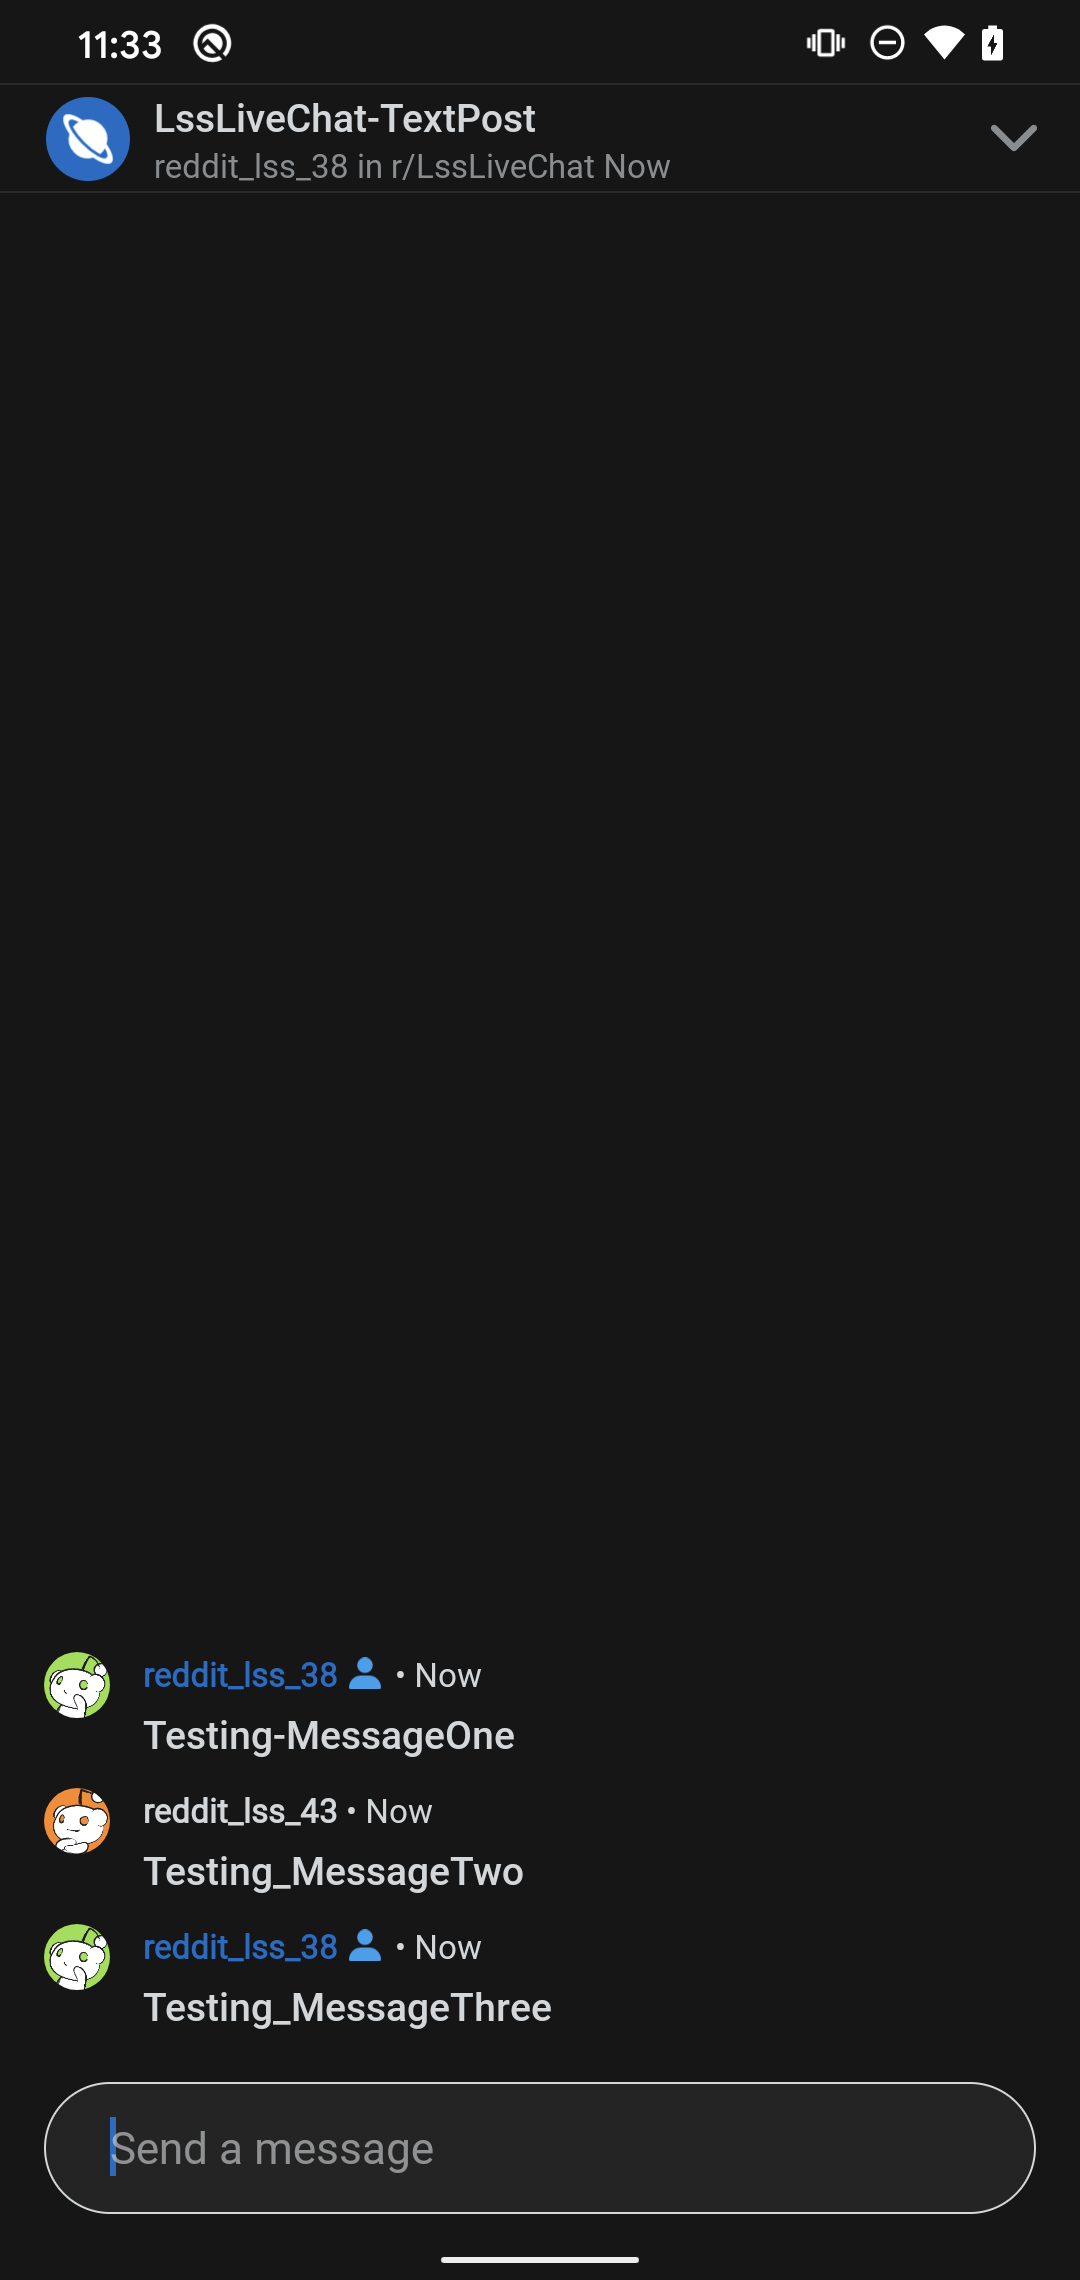 11:33
LssLiveChat-TextPost
reddit_lss_38 in r/LssLiveChat Now
reddit_lss_38 • Now
Testing-MessageOne
reddit_lss_43 • Now
Testing_MessageTwo
reddit_lss_38 • Now
Testing_MessageThree
Send a message